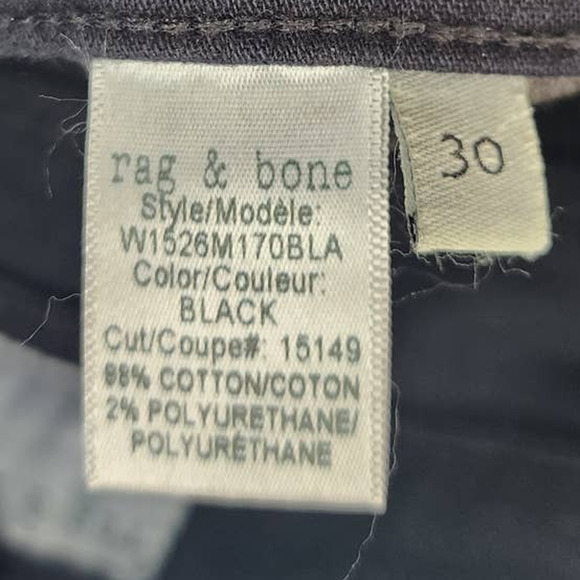 rag & bone
Style/Modèle:
W1526M170BLA
Color/Couleur:
BLACK
Cut/Coupe#: 15149
98% COTTON/COTON
2% POLYURETHANE/
POLYURÉTHANE
30